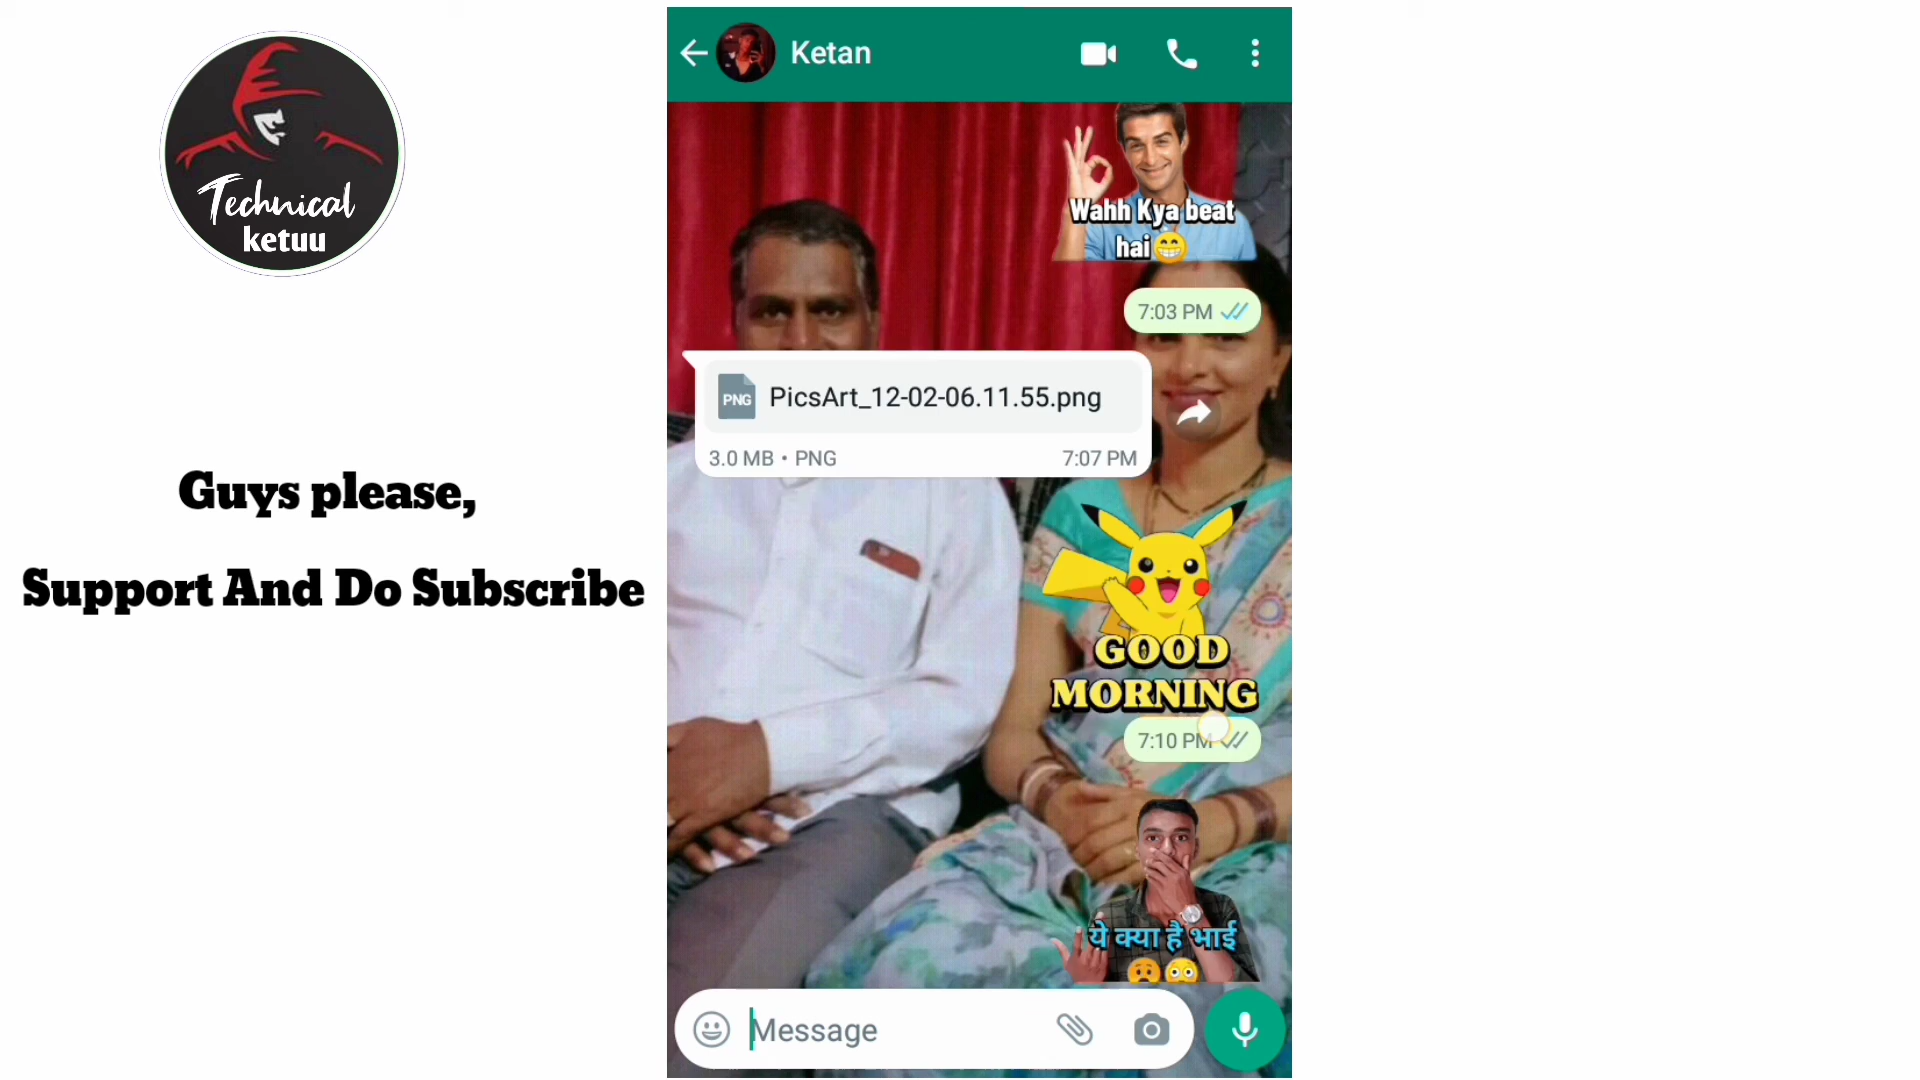 Technical
ketuu
Guys please,
Support And Do Subscribe
Ketan
Wahh Kya beat
hai
7:03 PM
PNG
PicsArt_12-02-06.11.55.png
3.0 MB • PNG
7:07 PM
GOOD
MORNING
7:10 PM
ये क्या है भाई
Message